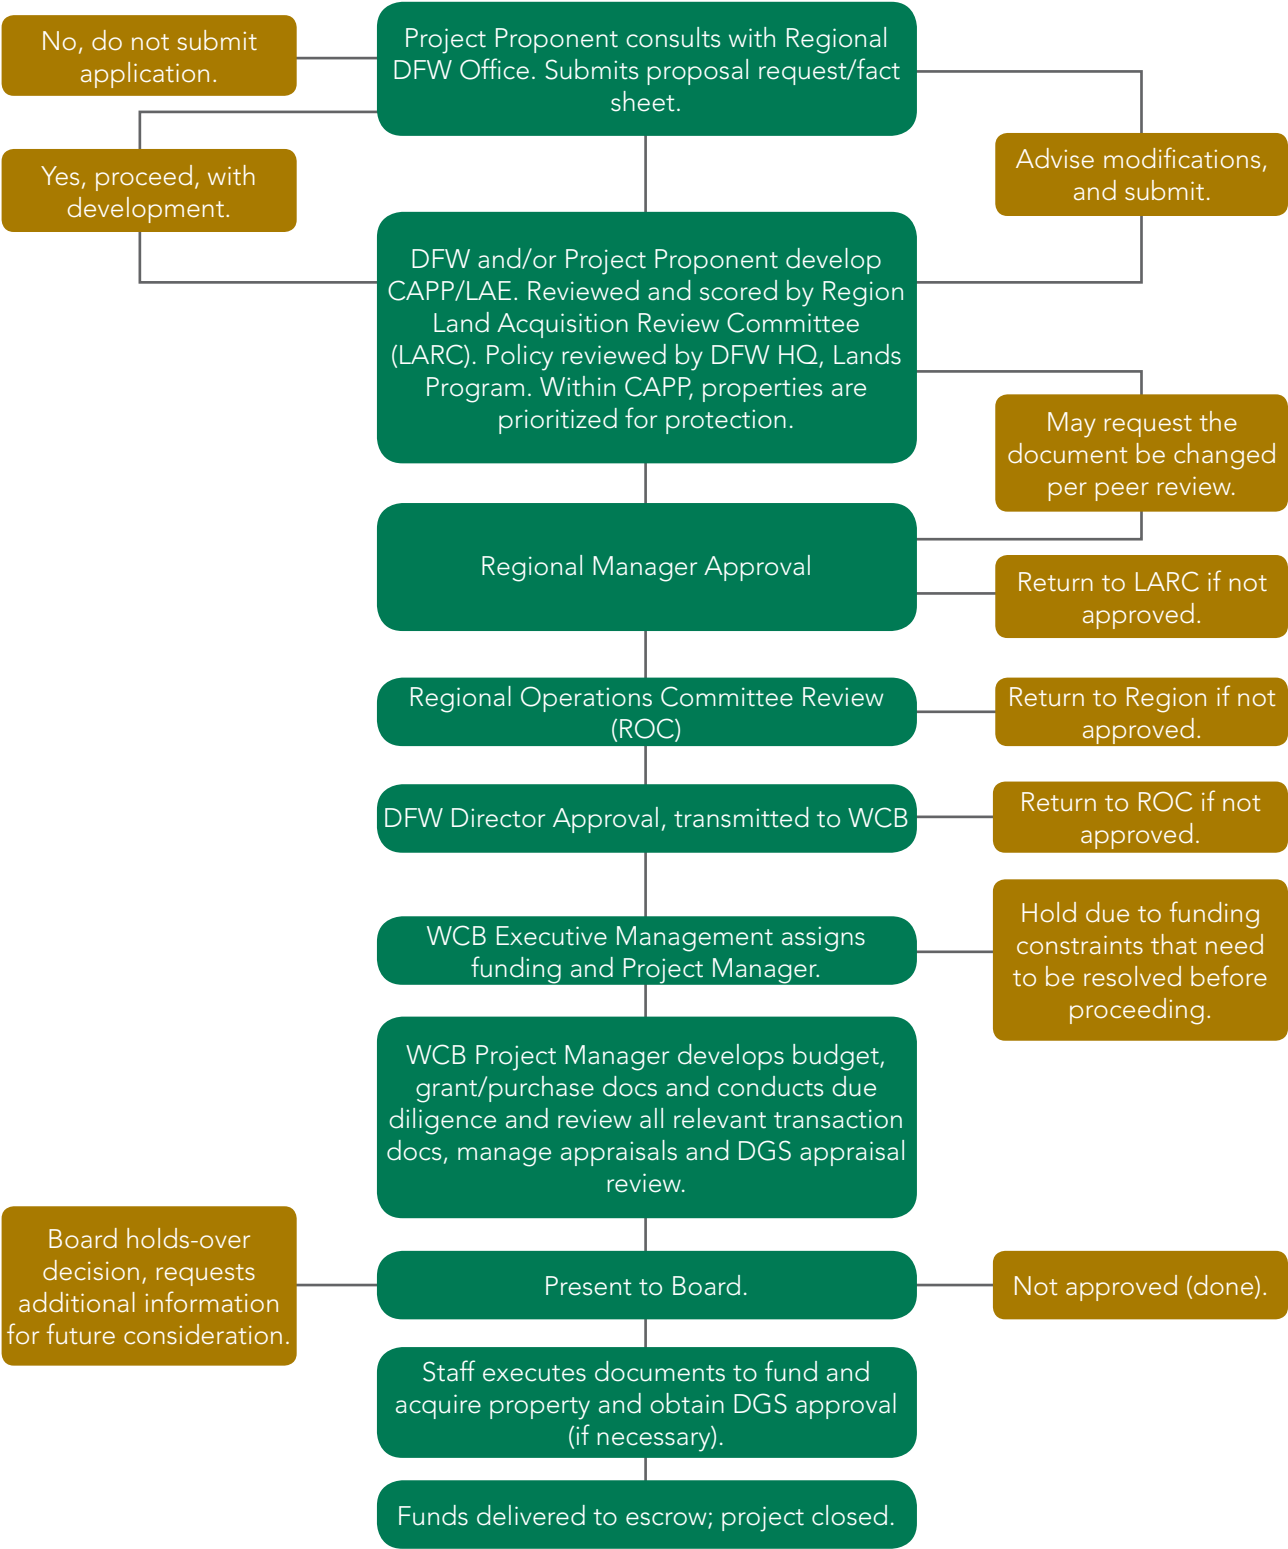 No, do not submit
application.
Project Proponent consults with Regional
DFW Office. Submits proposal request/fact
sheet.
Yes, proceed, with
development.
Advise modifications,
and submit.
DFW and/or Project Proponent develop
CAPP/LAE. Reviewed and scored by Region
Land Acquisition Review Committee
(LARC). Policy reviewed by DFW HQ, Lands
Program. Within CAPP, properties are
prioritized for protection.
May request the
document be changed
per peer review.
Regional Manager Approval
Return to LARC if not
approved.
Regional Operations Committee Review
(ROC)
Return to Region if not
approved.
DFW Director Approval, transmitted to WCB
Return to ROC if not
approved.
WCB Executive Management assigns
funding and Project Manager.
Hold due to funding
constraints that need
to be resolved before
proceeding.
WCB Project Manager develops budget,
grant/purchase docs and conducts due
diligence and review all relevant transaction
docs, manage appraisals and DGS appraisal
review.
Board holds-over
decision, requests
additional information
for future consideration.
Present to Board.
Not approved (done).
Staff executes documents to fund and
acquire property and obtain DGS approval
(if necessary).
Funds delivered to escrow; project closed.